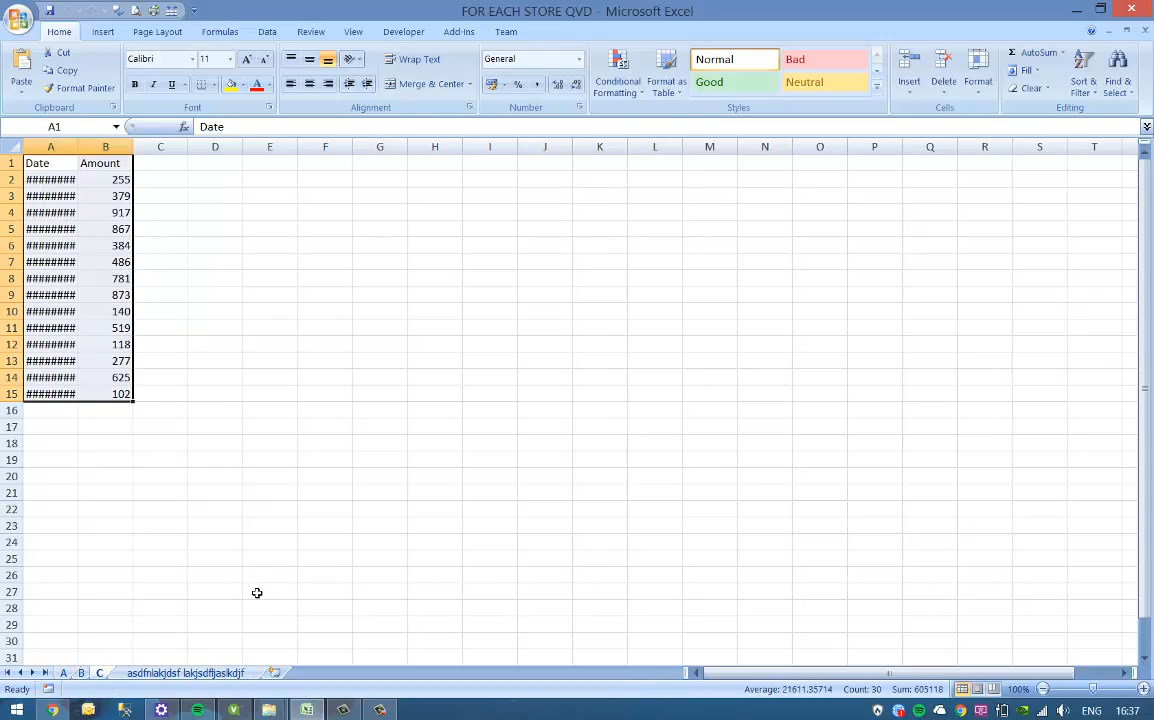 FOR EACH STORE QVD - Microsoft Excel
Home Insert Page Layout Formulas Data Review View Developer Add-Ins Team
Paste
Cut
Copy
Format Painter
Clipboard
Calibri 11
B I U
Font
Wrap Text
Merge & Center
Alignment
General
Number
Conditional Formatting
Format as Table
Normal Bad
Good Neutral
Styles
Insert Delete Format
Cells
AutoSum
Fill
Clear
Sort & Filter
Find & Select
Editing
A1 fx Date
A B C D E F G H I J K L M N O P Q R S T
1 Date Amount
2 ######## 255
3 ######## 379
4 ######## 917
5 ######## 867
6 ######## 384
7 ######## 486
8 ######## 781
9 ######## 873
10 ######## 140
11 ######## 519
12 ######## 118
13 ######## 277
14 ######## 625
15 ######## 102
16
17
18
19
20
21
22
23
24
25
26
27
28
29
30
31
A B C asdfnlakjdsf lakjsdfljaslkdjf
Ready Average: 21611.35714 Count: 30 Sum: 605118 100%
ENG 16:37